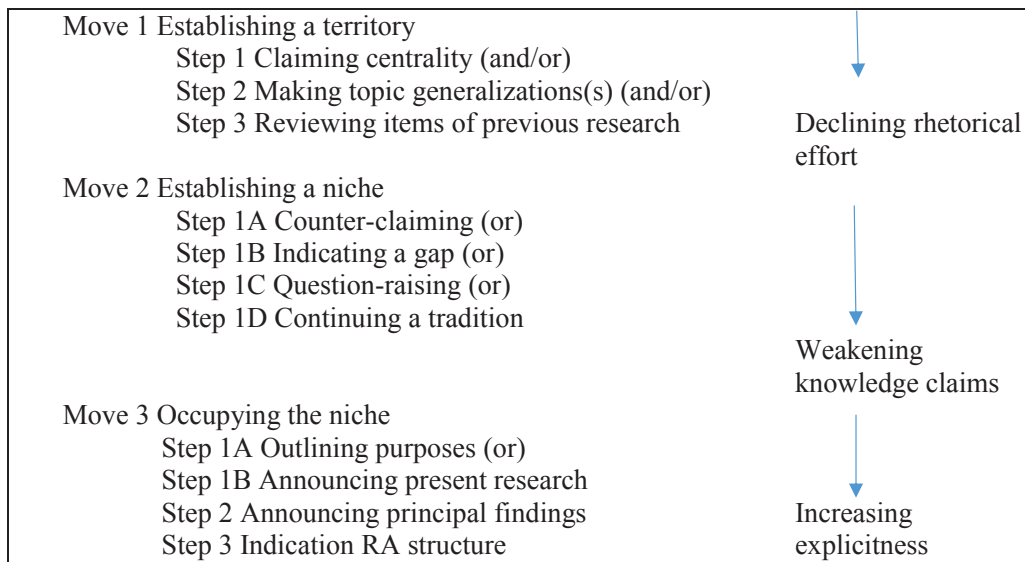 Move 1 Establishing a territory
Step 1 Claiming centrality (and/or)
Step 2 Making topic generalizations(s) (and/or)
Step 3 Reviewing items of previous research
Declining rhetorical
effort
Move 2 Establishing a niche
Step 1A Counter-claiming (or)
Step 1B Indicating a gap (or)
Step 1C Question-raising (or)
Step 1D Continuing a tradition
Weakening
knowledge claims
Move 3 Occupying the niche
Step 1A Outlining purposes (or)
Step 1B Announcing present research
Step 2 Announcing principal findings
Step 3 Indication RA structure
Increasing
explicitness